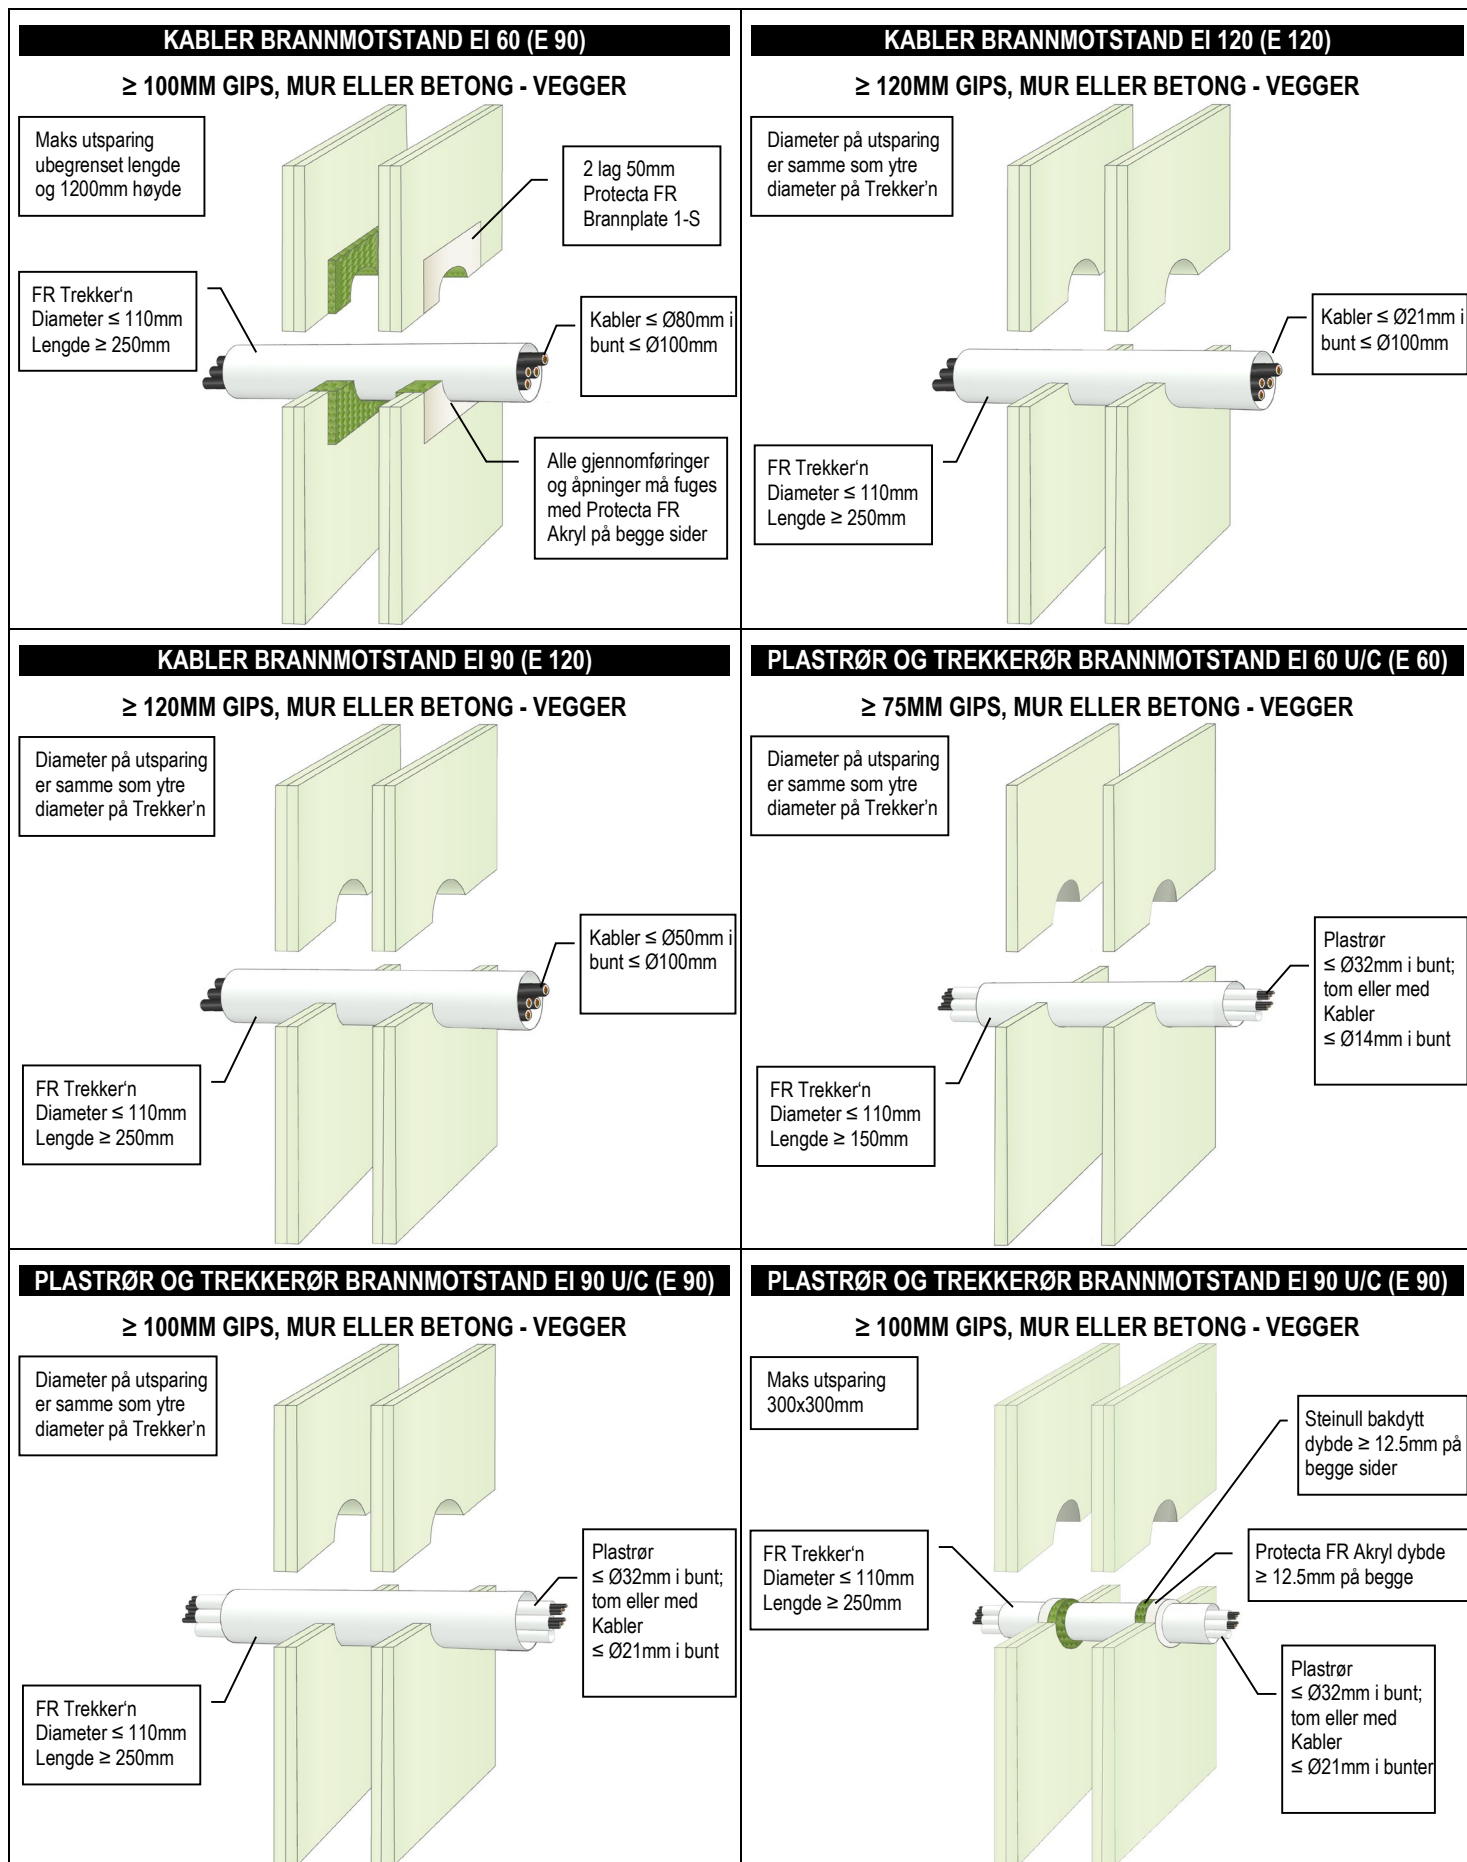 KABLER BRANNMOTSTAND EI 60 (E 90)
≥ 100MM GIPS, MUR ELLER BETONG - VEGGER
Maks utsparing
ubegrenset lengde
og 1200mm høyde
2 lag 50mm
Protecta FR
Brannplate 1-S
FR Trekker’n
Diameter ≤ 110mm
Lengde ≥ 250mm
Kabler ≤ Ø80mm i
bunt ≤ Ø100mm
Alle gjennomføringer
og åpninger må fuges
med Protecta FR
Akryl på begge sider
KABLER BRANNMOTSTAND EI 120 (E 120)
≥ 120MM GIPS, MUR ELLER BETONG - VEGGER
Diameter på utsparing
er samme som ytre
diameter på Trekker’n
Kabler ≤ Ø21mm i
bunt ≤ Ø100mm
FR Trekker‘n
Diameter ≤ 110mm
Lengde ≥ 250mm
KABLER BRANNMOTSTAND EI 90 (E 120)
≥ 120MM GIPS, MUR ELLER BETONG - VEGGER
Diameter på utsparing
er samme som ytre
diameter på Trekker’n
Kabler ≤ Ø50mm i
bunt ≤ Ø100mm
FR Trekker‘n
Diameter ≤ 110mm
Lengde ≥ 250mm
PLASTRØR OG TREKKERØR BRANNMOTSTAND EI 60 U/C (E 60)
≥ 75MM GIPS, MUR ELLER BETONG - VEGGER
Diameter på utsparing
er samme som ytre
diameter på Trekker’n
Plastrør
≤ Ø32mm i bunt;
tom eller med
Kabler
≤ Ø14mm i bunt
FR Trekker‘n
Diameter ≤ 110mm
Lengde ≥ 150mm
PLASTRØR OG TREKKERØR BRANNMOTSTAND EI 90 U/C (E 90)
≥ 100MM GIPS, MUR ELLER BETONG - VEGGER
Diameter på utsparing
er samme som ytre
diameter på Trekker’n
Plastrør
≤ Ø32mm i bunt;
tom eller med
Kabler
≤ Ø21mm i bunt
FR Trekker‘n
Diameter ≤ 110mm
Lengde ≥ 250mm
PLASTRØR OG TREKKERØR BRANNMOTSTAND EI 90 U/C (E 90)
≥ 100MM GIPS, MUR ELLER BETONG - VEGGER
Maks utsparing
300x300mm
Steinull bakdytt
dybde ≥ 12.5mm på
begge sider
FR Trekker’n
Diameter ≤ 110mm
Lengde ≥ 250mm
Protecta FR Akryl dybde
≥ 12.5mm på begge
Plastrør
≤ Ø32mm i bunt;
tom eller med
Kabler
≤ Ø21mm i bunter